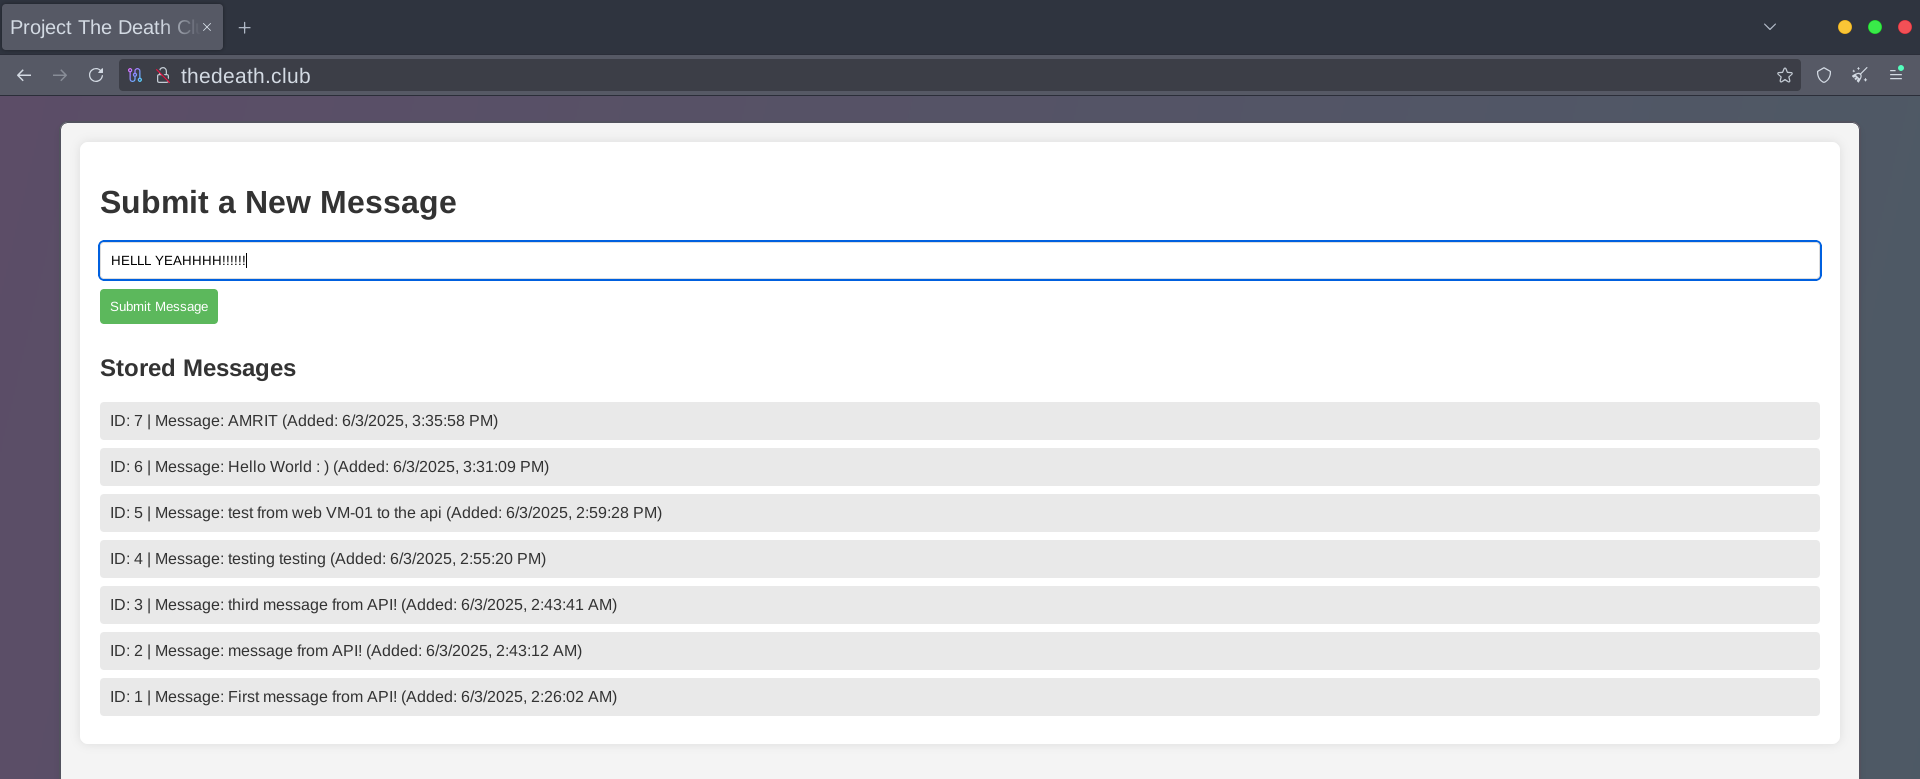 Project The Death Cl
thedeath.club
Submit a New Message
HELLL YEAHHHH!!!!!!
Submit Message
Stored Messages
ID: 7 | Message: AMRIT (Added: 6/3/2025, 3:35:58 PM)
ID: 6 | Message: Hello World : ) (Added: 6/3/2025, 3:31:09 PM)
ID: 5 | Message: test from web VM-01 to the api (Added: 6/3/2025, 2:59:28 PM)
ID: 4 | Message: testing testing (Added: 6/3/2025, 2:55:20 PM)
ID: 3 | Message: third message from API! (Added: 6/3/2025, 2:43:41 AM)
ID: 2 | Message: message from API! (Added: 6/3/2025, 2:43:12 AM)
ID: 1 | Message: First message from API! (Added: 6/3/2025, 2:26:02 AM)